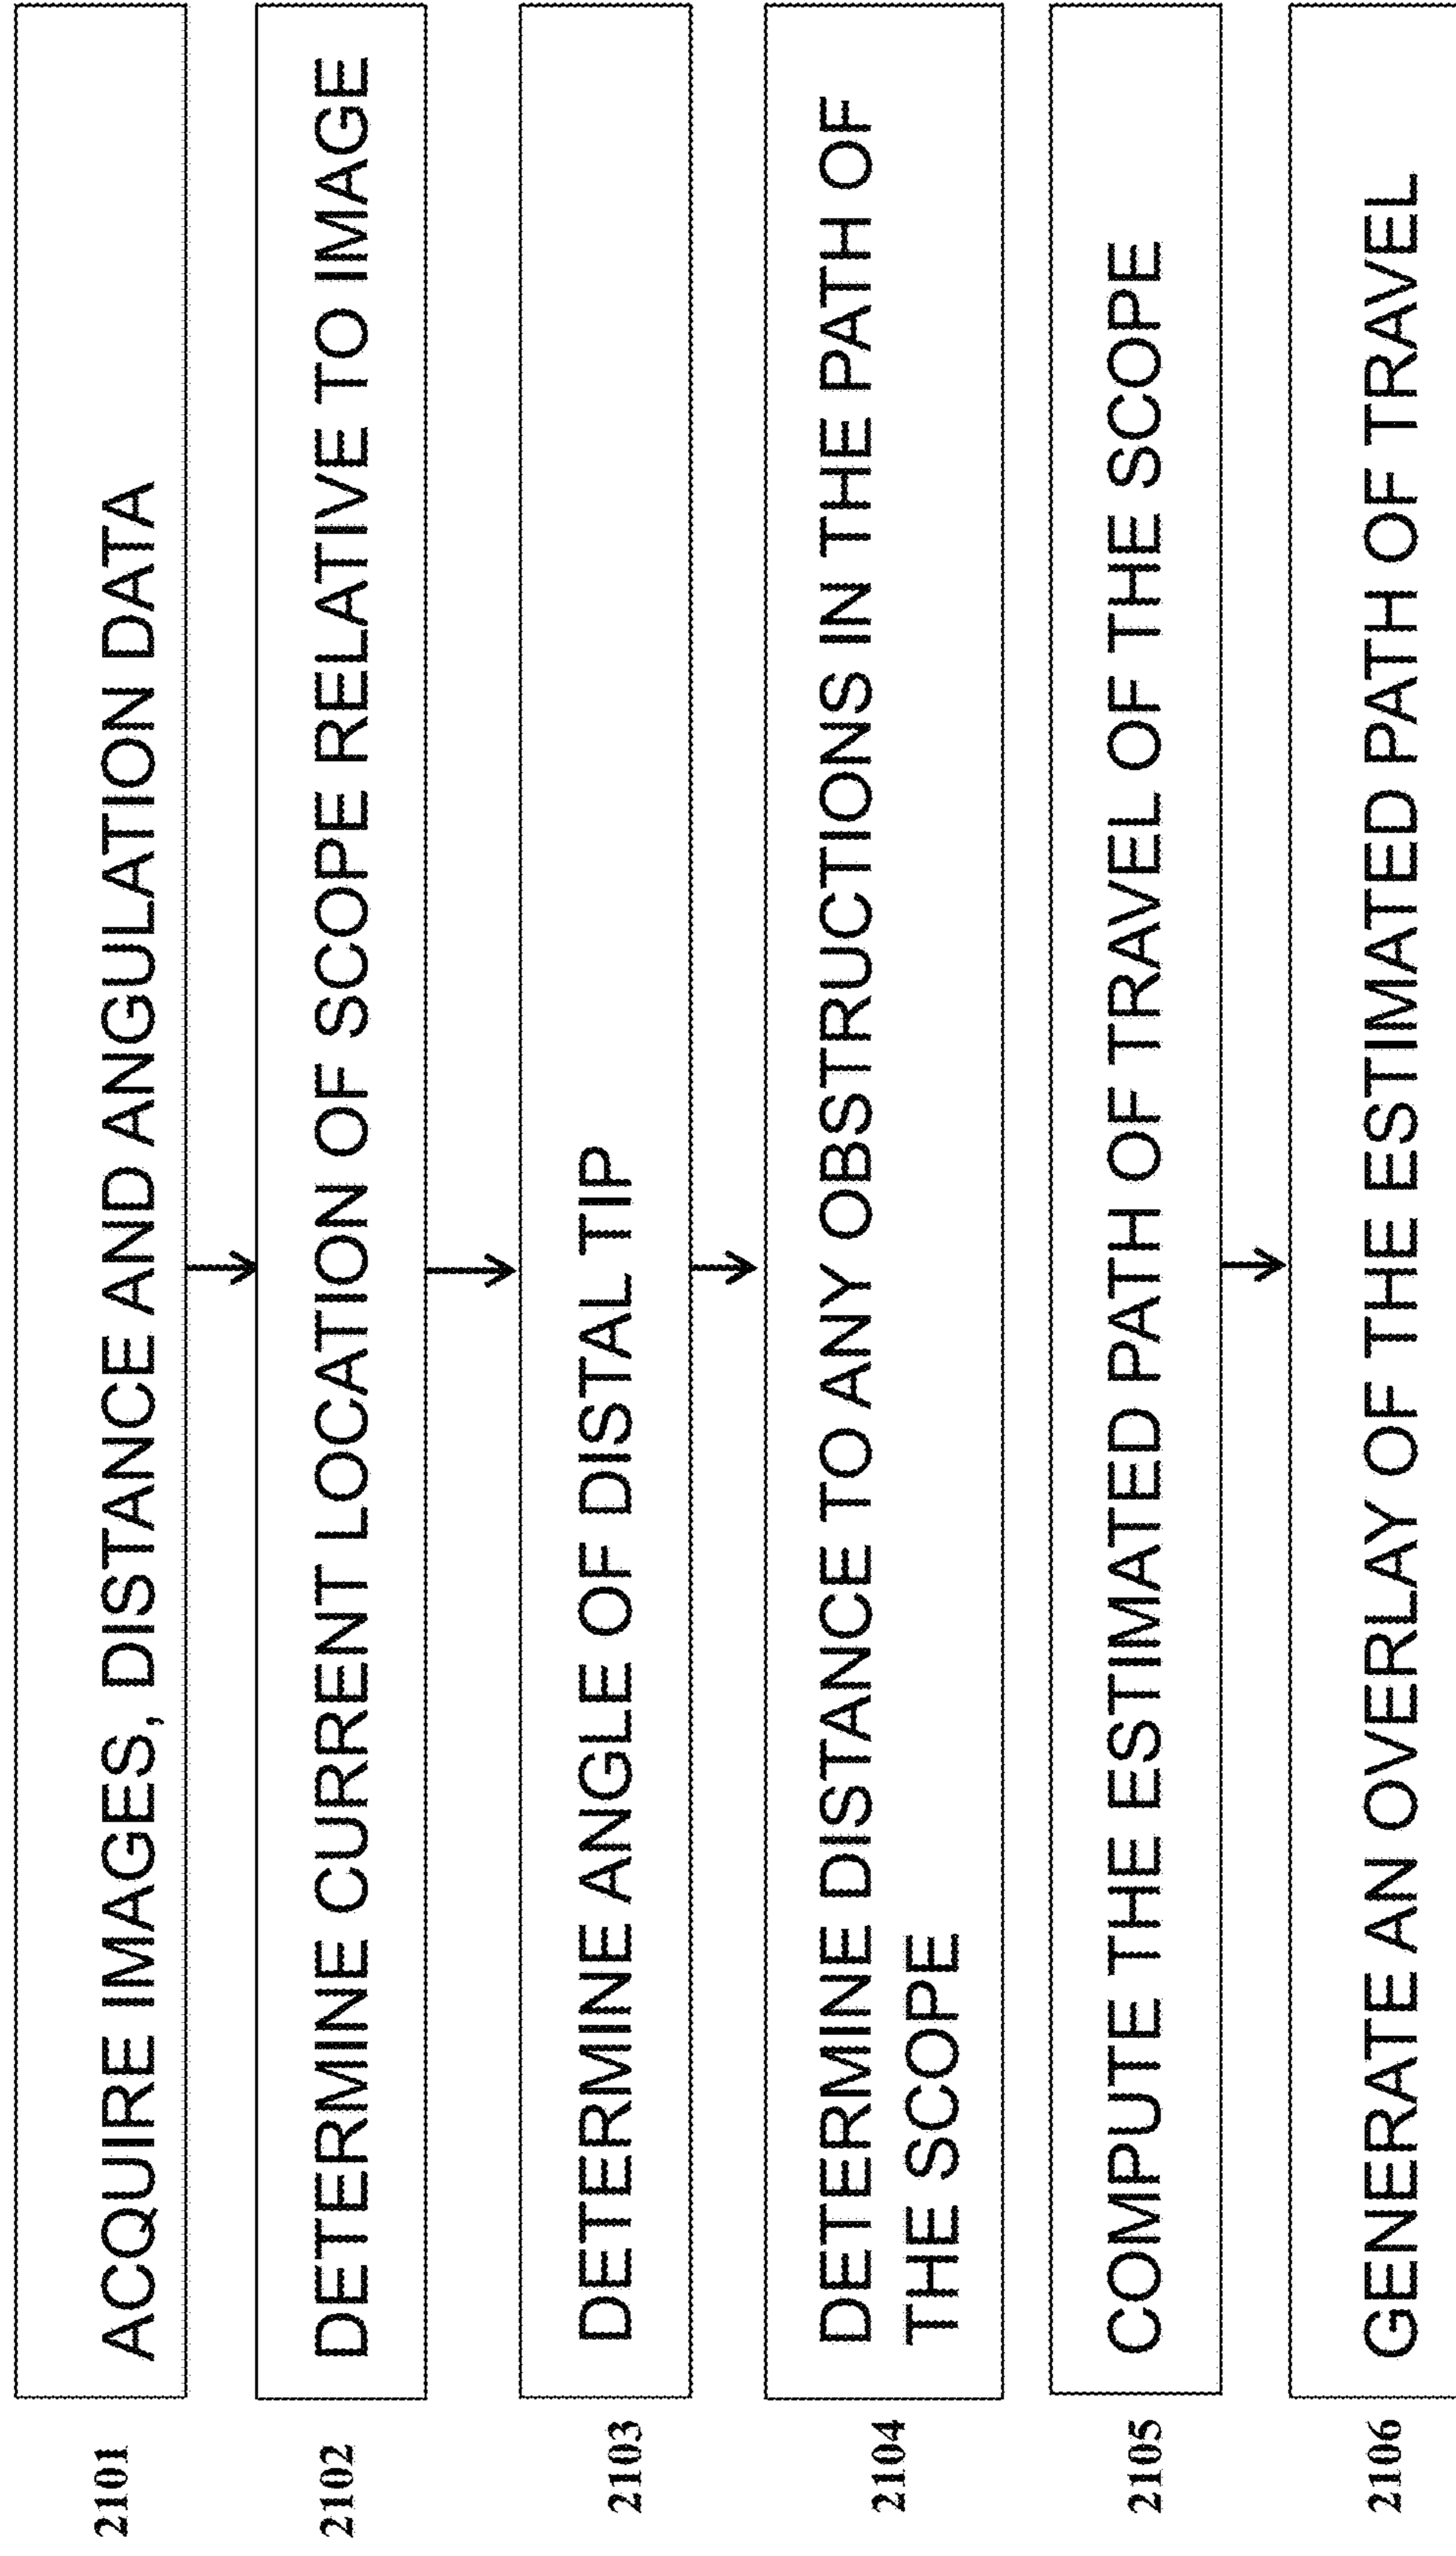 2101
ACQUIRE IMAGES, DISTANCE AND ANGULATION DATA
2102
DETERMINE CURRENT LOCATION OF SCOPE RELATIVE TO IMAGE
2103
DETERMINE ANGLE OF DISTAL TIP
2104
DETERMINE DISTANCE TO ANY OBSTRUCTIONS IN THE PATH OF
THE SCOPE
2105
COMPUTE THE ESTIMATED PATH OF TRAVEL OF THE SCOPE
2106
GENERATE AN OVERLAY OF THE ESTIMATED PATH OF TRAVEL